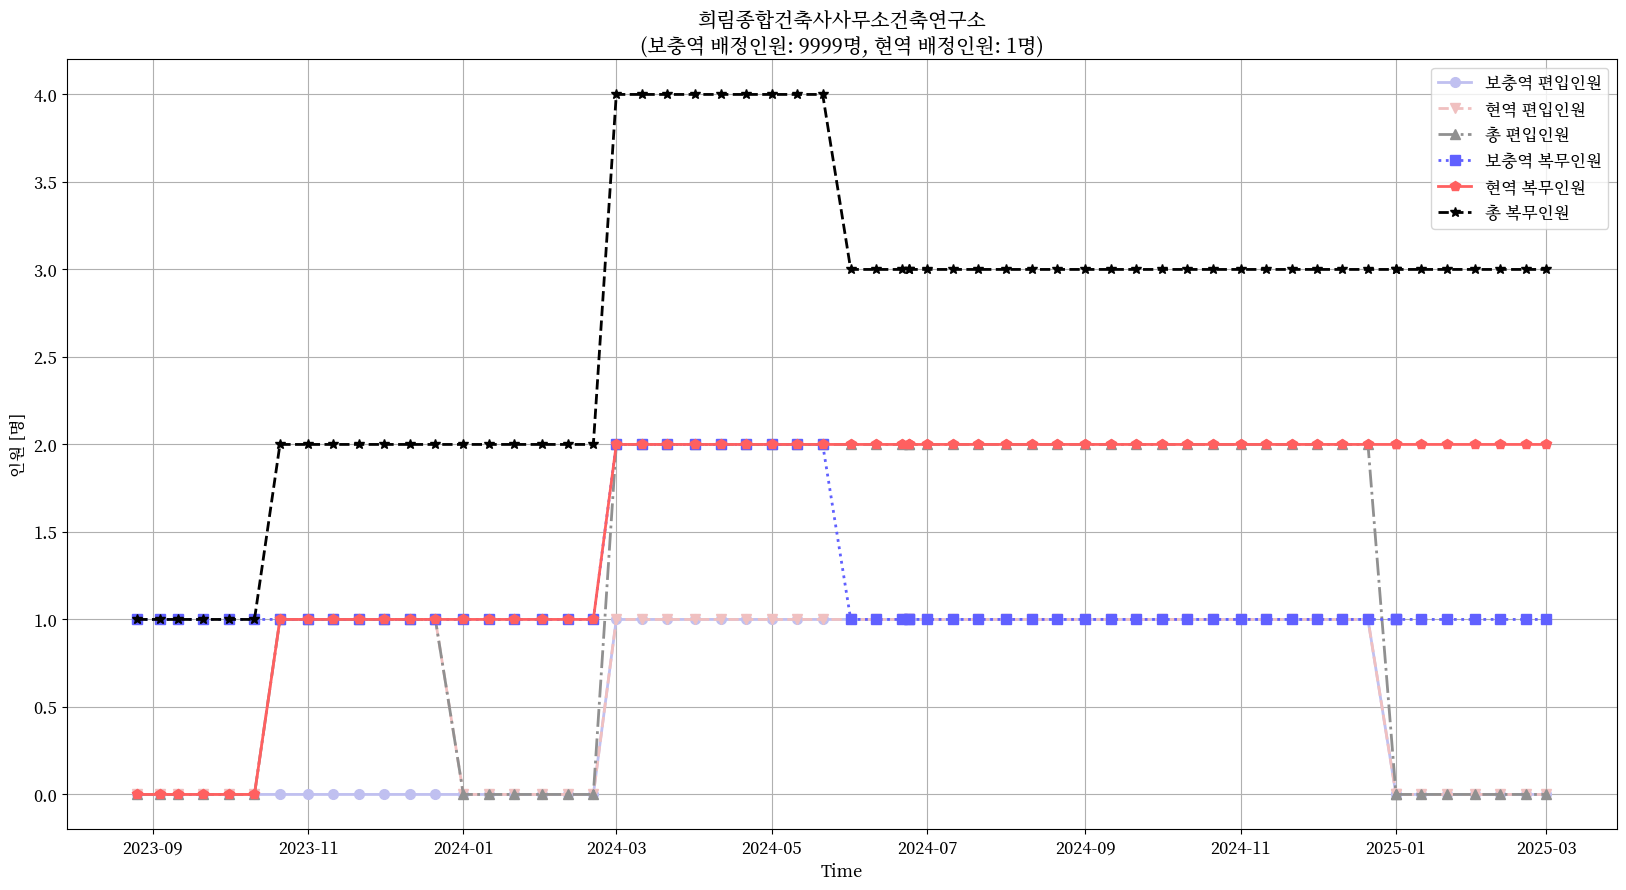 희림종합건축사사무소건축연구소
(보충역 배정인원: 9999명, 현역 배정인원: 1명)
보충역 편입인원
현역 편입인원
총 편입인원
보충역 복무인원
현역 복무인원
총 복무인원
인원 [명]
4.0
3.5
3.0
2.5
2.0
1.5
1.0
0.5
0.0
2023-09 2023-11 2024-01 2024-03 2024-05 2024-07 2024-09 2024-11 2025-01 2025-03
Time